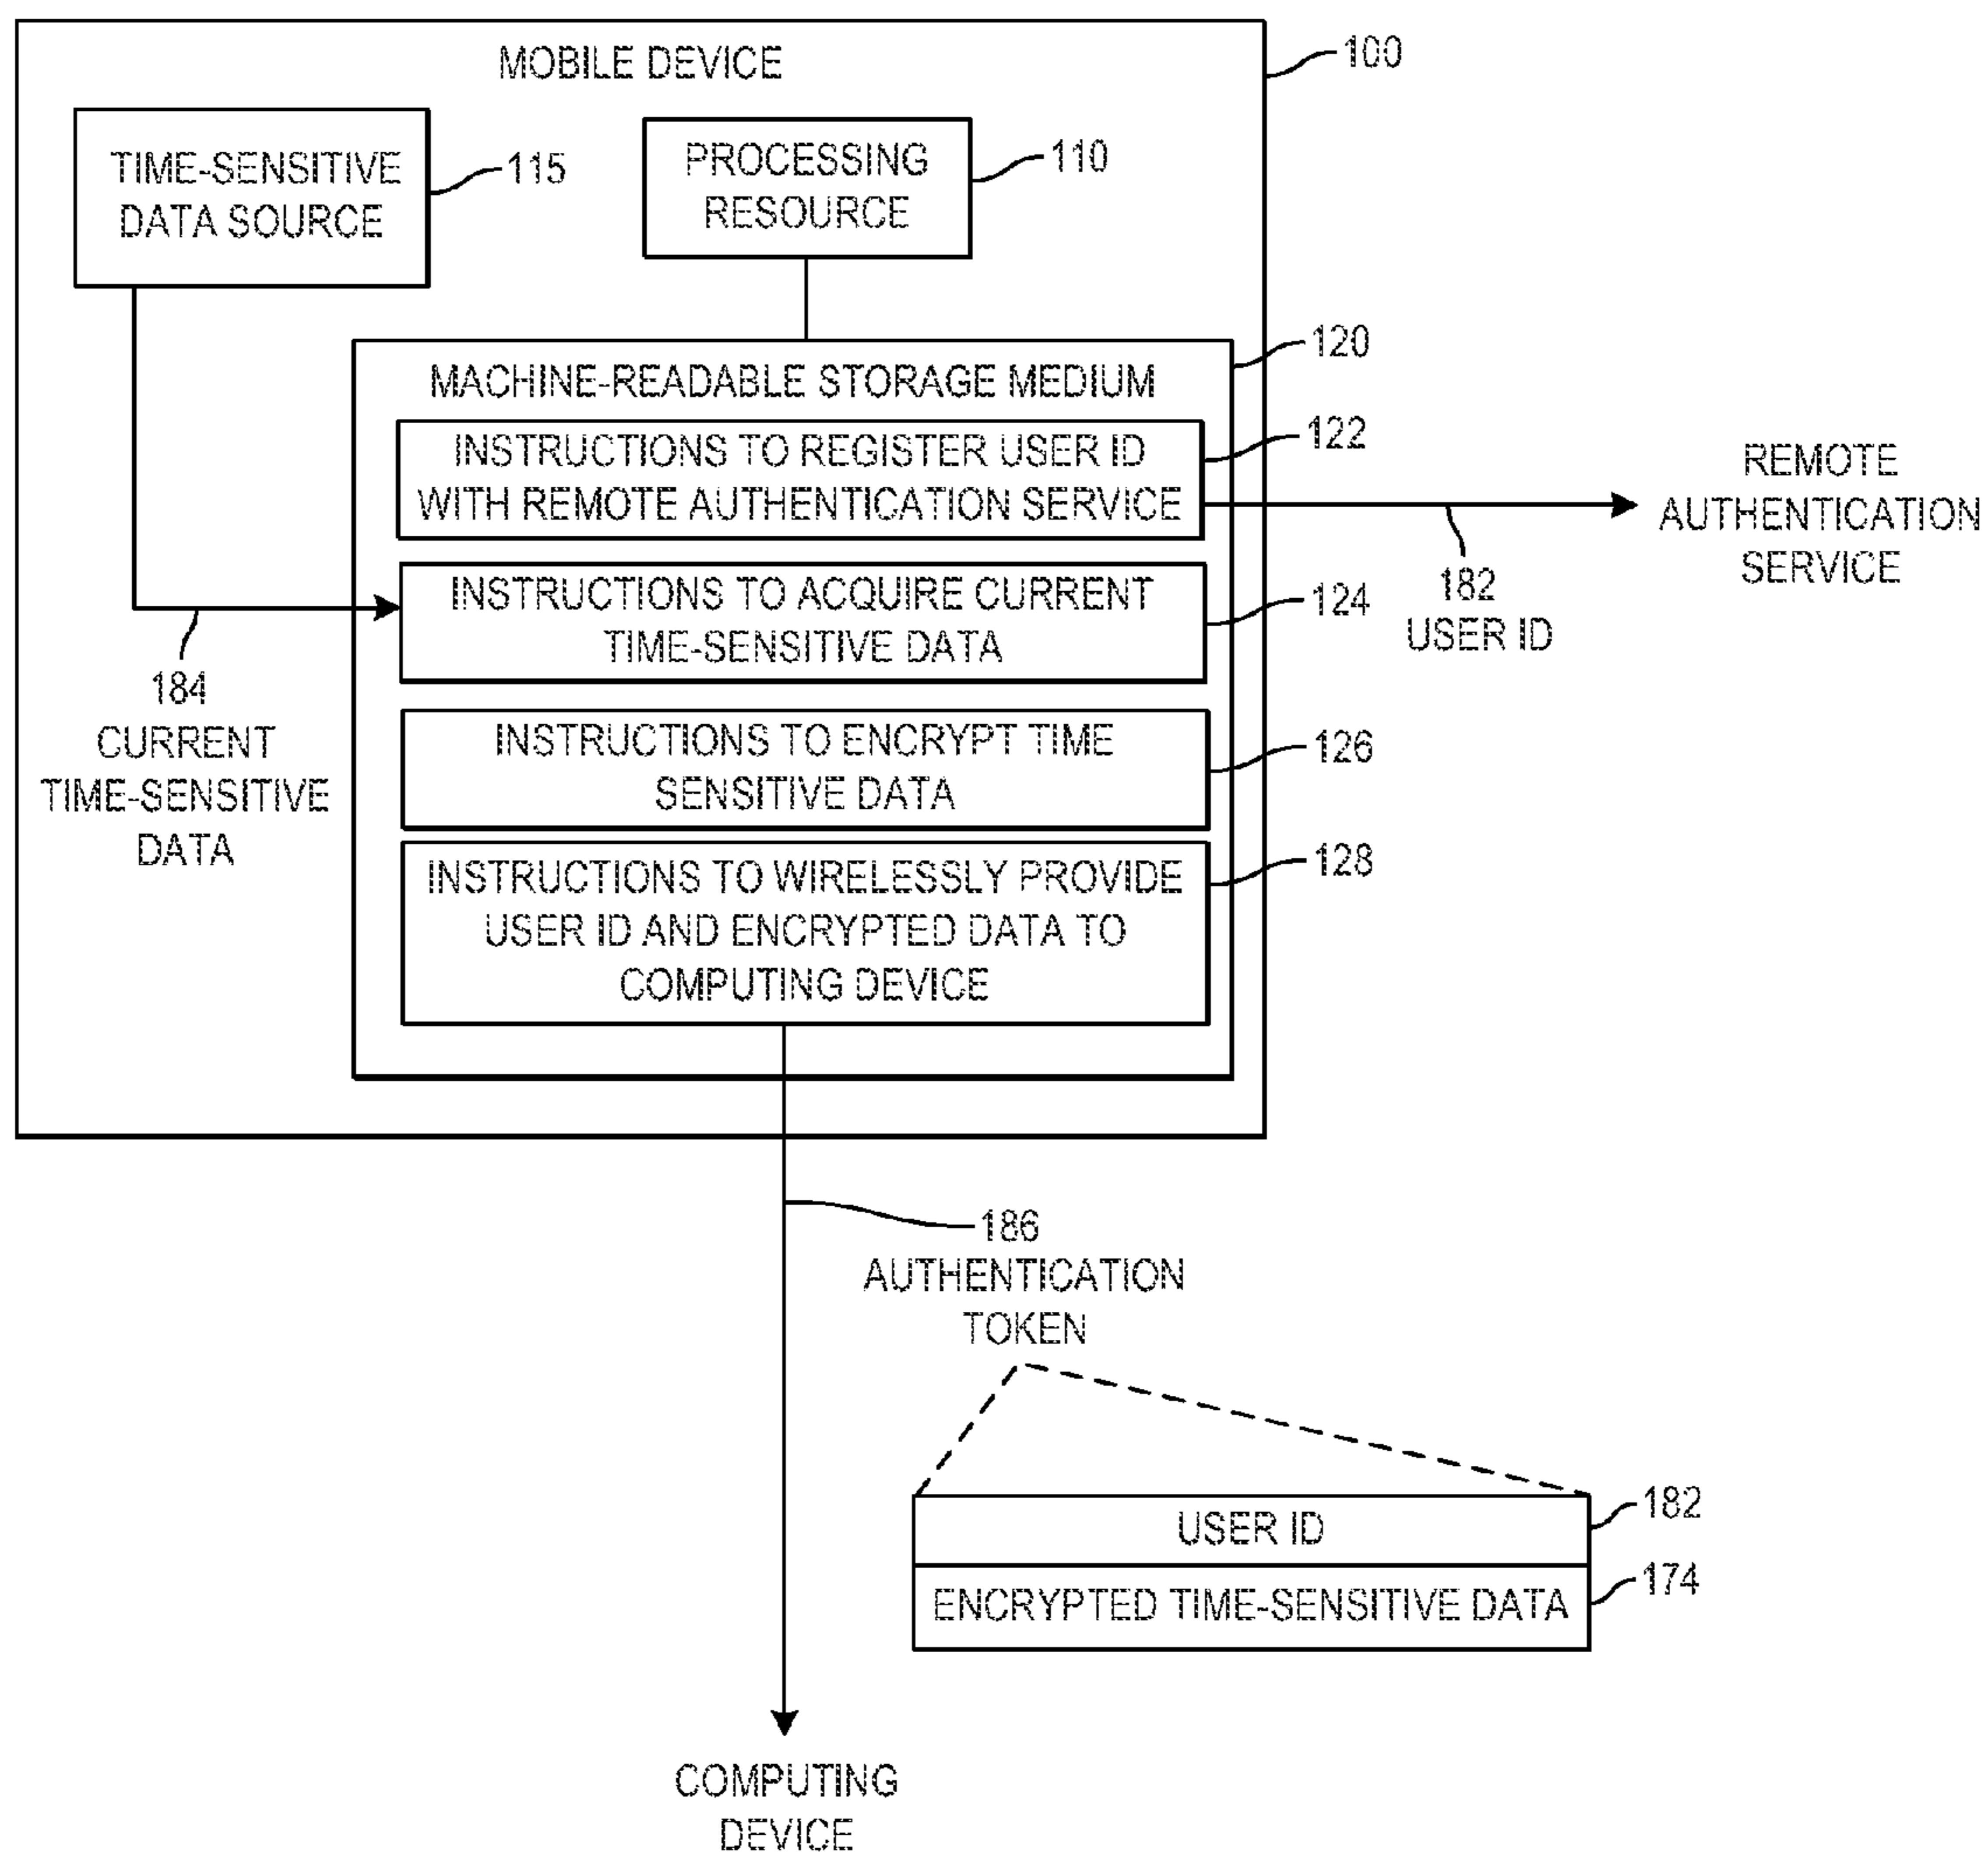 MOBILE DEVICE
100
TIME-SENSITIVE
DATA SOURCE
115
PROCESSING
RESOURCE
110
120
MACHINE-READABLE STORAGE MEDIUM
INSTRUCTIONS TO REGISTER USER ID
WITH REMOTE AUTHENTICATION SERVICE
122
REMOTE
AUTHENTICATION
SERVICE
182
USER ID
INSTRUCTIONS TO ACQUIRE CURRENT
TIME-SENSITIVE DATA
124
184
CURRENT
TIME-SENSITIVE
DATA
INSTRUCTIONS TO ENCRYPT TIME
SENSITIVE DATA
126
INSTRUCTIONS TO WIRELESSLY PROVIDE
USER ID AND ENCRYPTED DATA TO
COMPUTING DEVICE
128
186
AUTHENTICATION
TOKEN
USER ID
182
ENCRYPTED TIME-SENSITIVE DATA
174
COMPUTING
DEVICE